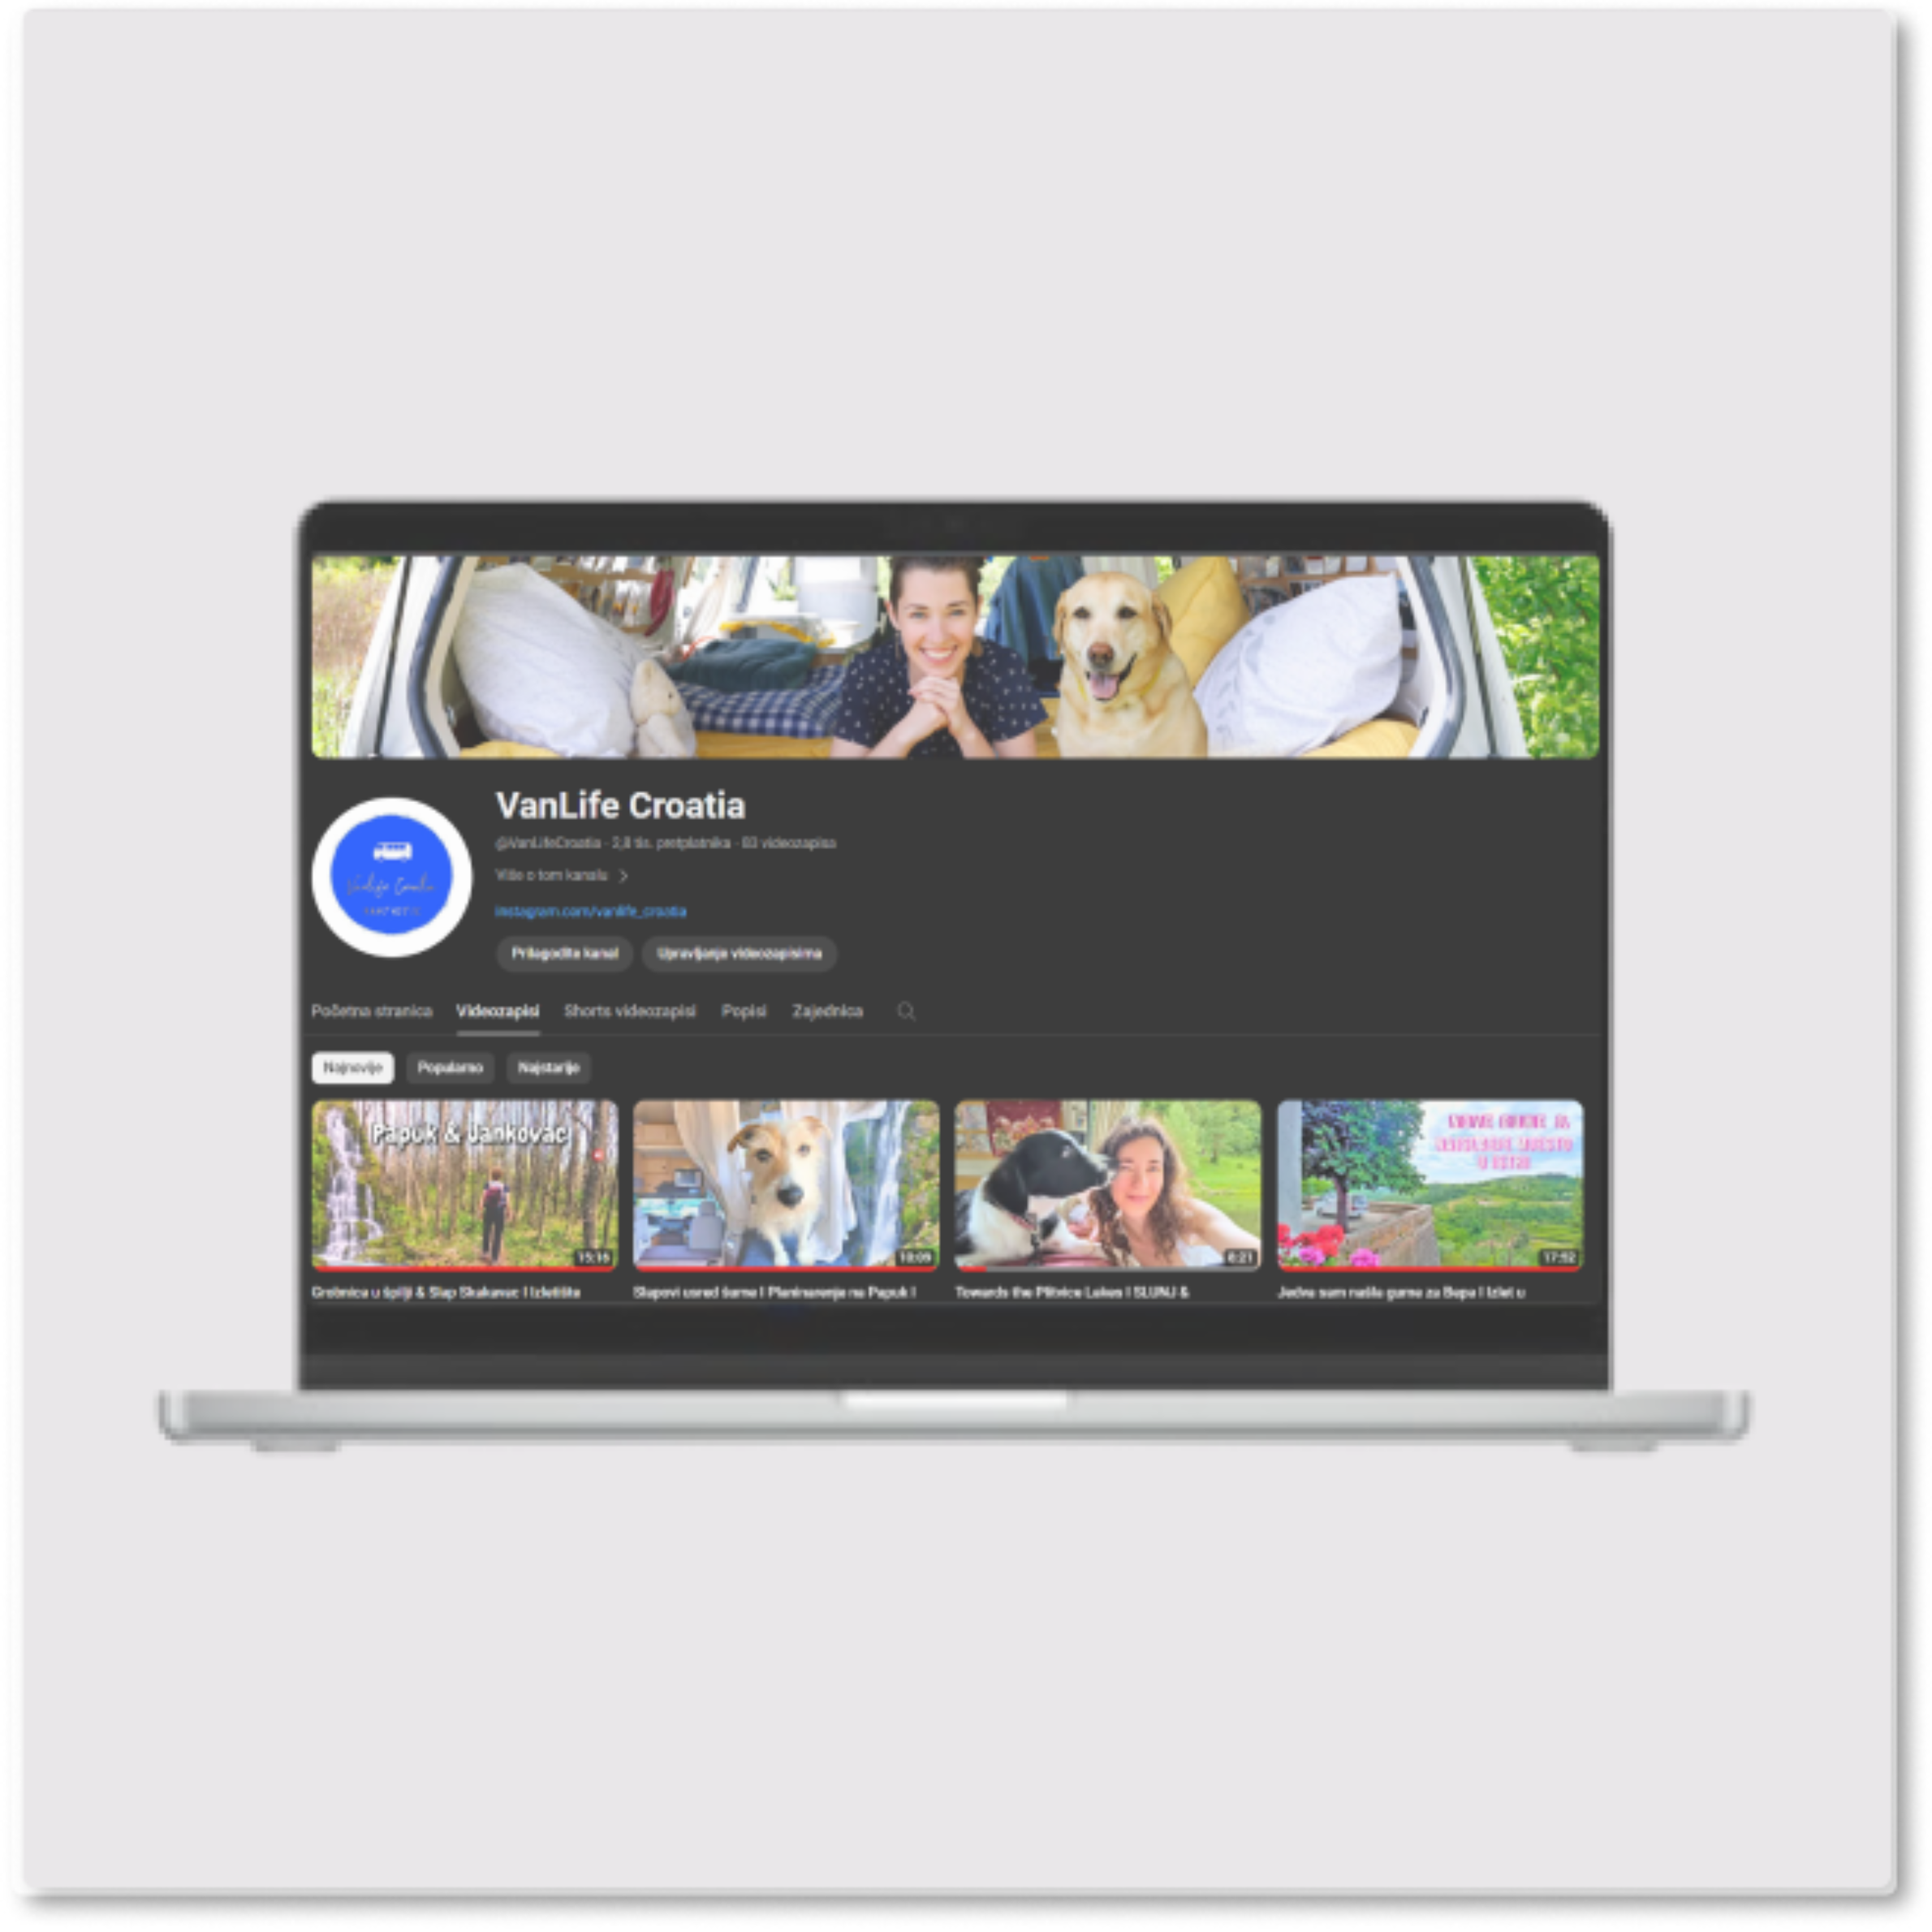 VanLife Croatia
@VanLifeCroatia · 2,8 tis. pretplatnika · 83 videozapisa
Više o tom kanalu
instagram.com/vanlife_croatia
Prilagodite kanal Upravljanje videozapisima
Početna stranica Videozapisi Shorts videozapisi Popisi Zajednica
Najnovije Popularno Najstarije
Papuk & Jankovac
15:16 10:09 8:21 17:52
Grobnica u špilji & Slap Skakavac I Izletišta
Slapovi usred šume I Planinarenje na Papuk I
Towards the Plitvice Lakes I SLUNJ &
Jedva sam našla gume za Bepa I Izlet u